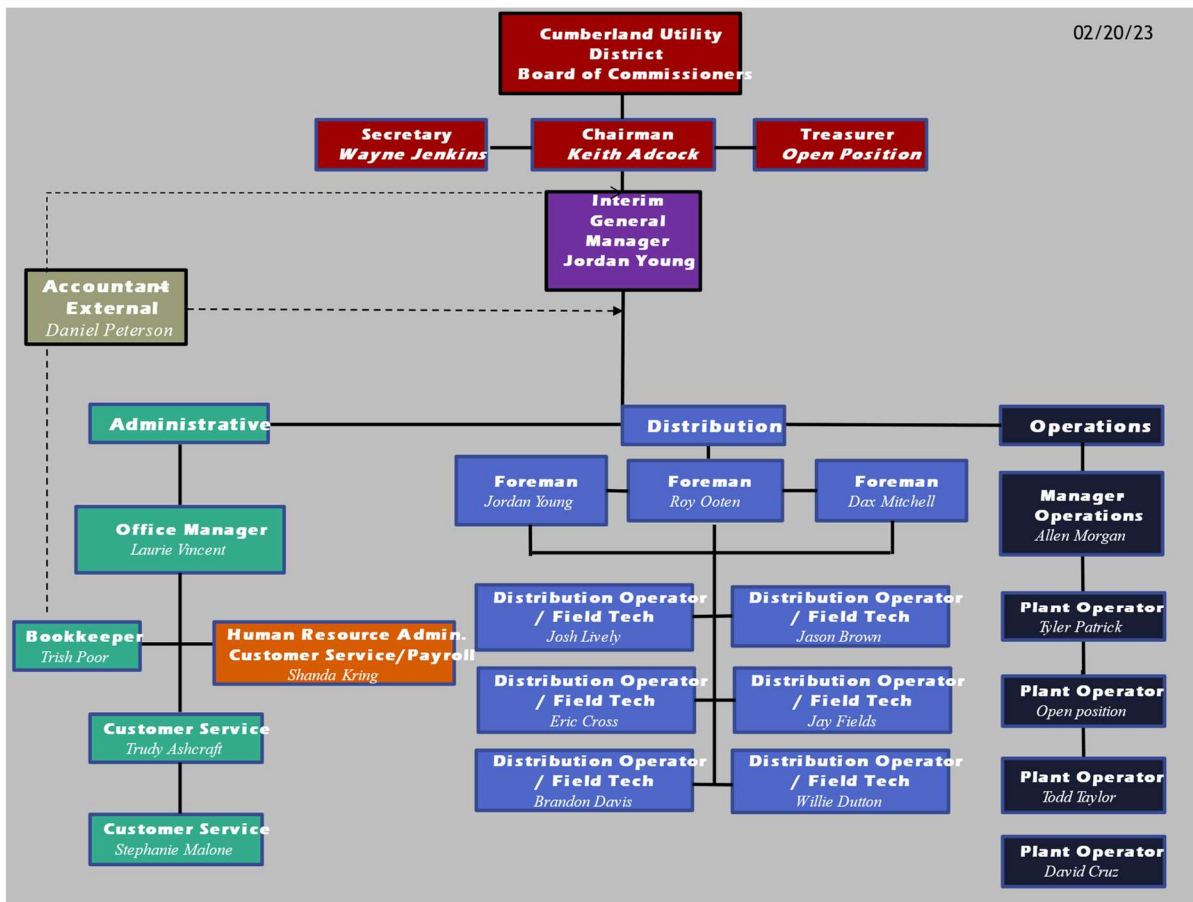 02/20/23
Cumberland Utility
District
Board of Commissioners
Secretary
Wayne Jenkins
Chairman
Keith Adcock
Treasurer
Open Position
Interim
General
Manager
Jordan Young
Accountant-
External
Daniel Peterson
Administrative
Distribution
Operations
Foreman
Jordan Young
Foreman
Roy Ooten
Foreman
Dax Mitchell
Manager
Operations
Allen Morgan
Office Manager
Laurie Vincent
Distribution Operator
/ Field Tech
Josh Lively
Distribution Operator
/ Field Tech
Jason Brown
Plant Operator
Tyler Patrick
Bookkeeper
Trish Poor
Human Resource Admin.
Customer Service/Payroll
Shanda Kring
Distribution Operator
/ Field Tech
Eric Cross
Distribution Operator
/ Field Tech
Jay Fields
Plant Operator
Open position
Customer Service
Trudy Ashcraft
Distribution Operator
/ Field Tech
Brandon Davis
Distribution Operator
/ Field Tech
Willie Dutton
Plant Operator
Todd Taylor
Customer Service
Stephanie Malone
Plant Operator
David Cruz